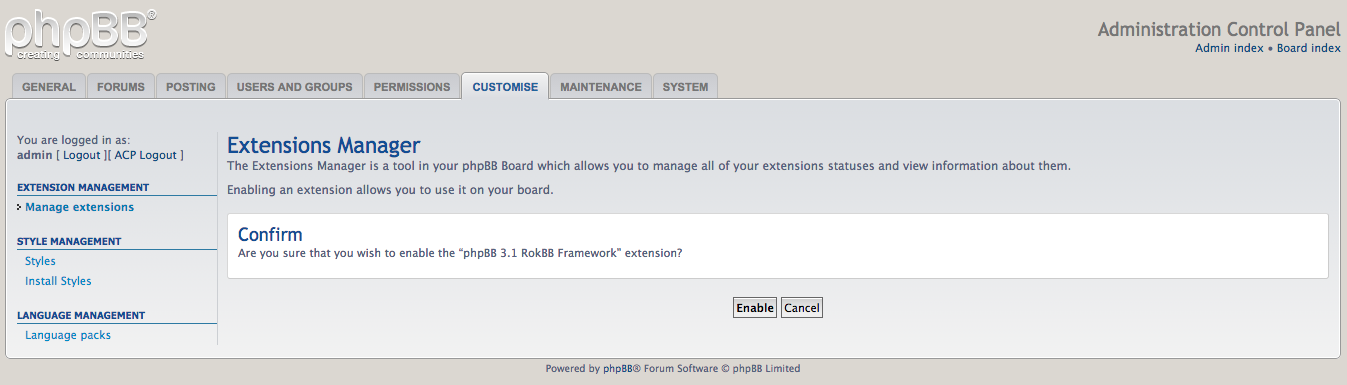 phpBB®
creating communities
Administration Control Panel
Admin index • Board index
GENERAL
FORUMS
POSTING
USERS AND GROUPS
PERMISSIONS
CUSTOMISE
MAINTENANCE
SYSTEM
You are logged in as:
admin [ Logout ][ ACP Logout ]
EXTENSION MANAGEMENT
Manage extensions
STYLE MANAGEMENT
Styles
Install Styles
LANGUAGE MANAGEMENT
Language packs
Extensions Manager
The Extensions Manager is a tool in your phpBB Board which allows you to manage all of your extensions statuses and view information about them.
Enabling an extension allows you to use it on your board.
Confirm
Are you sure that you wish to enable the “phpBB 3.1 RokBB Framework” extension?
Enable
Cancel
Powered by phpBB® Forum Software © phpBB Limited